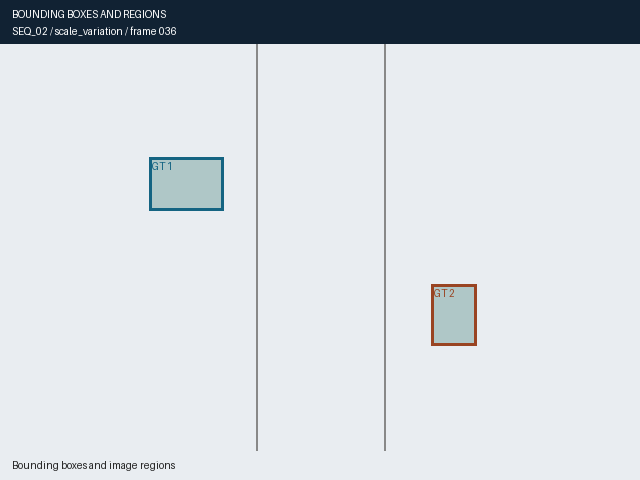 BOUNDING BOXES AND REGIONS
SEQ_02 / scale_variation / frame 036
GT1
GT2
Bounding boxes and image regions